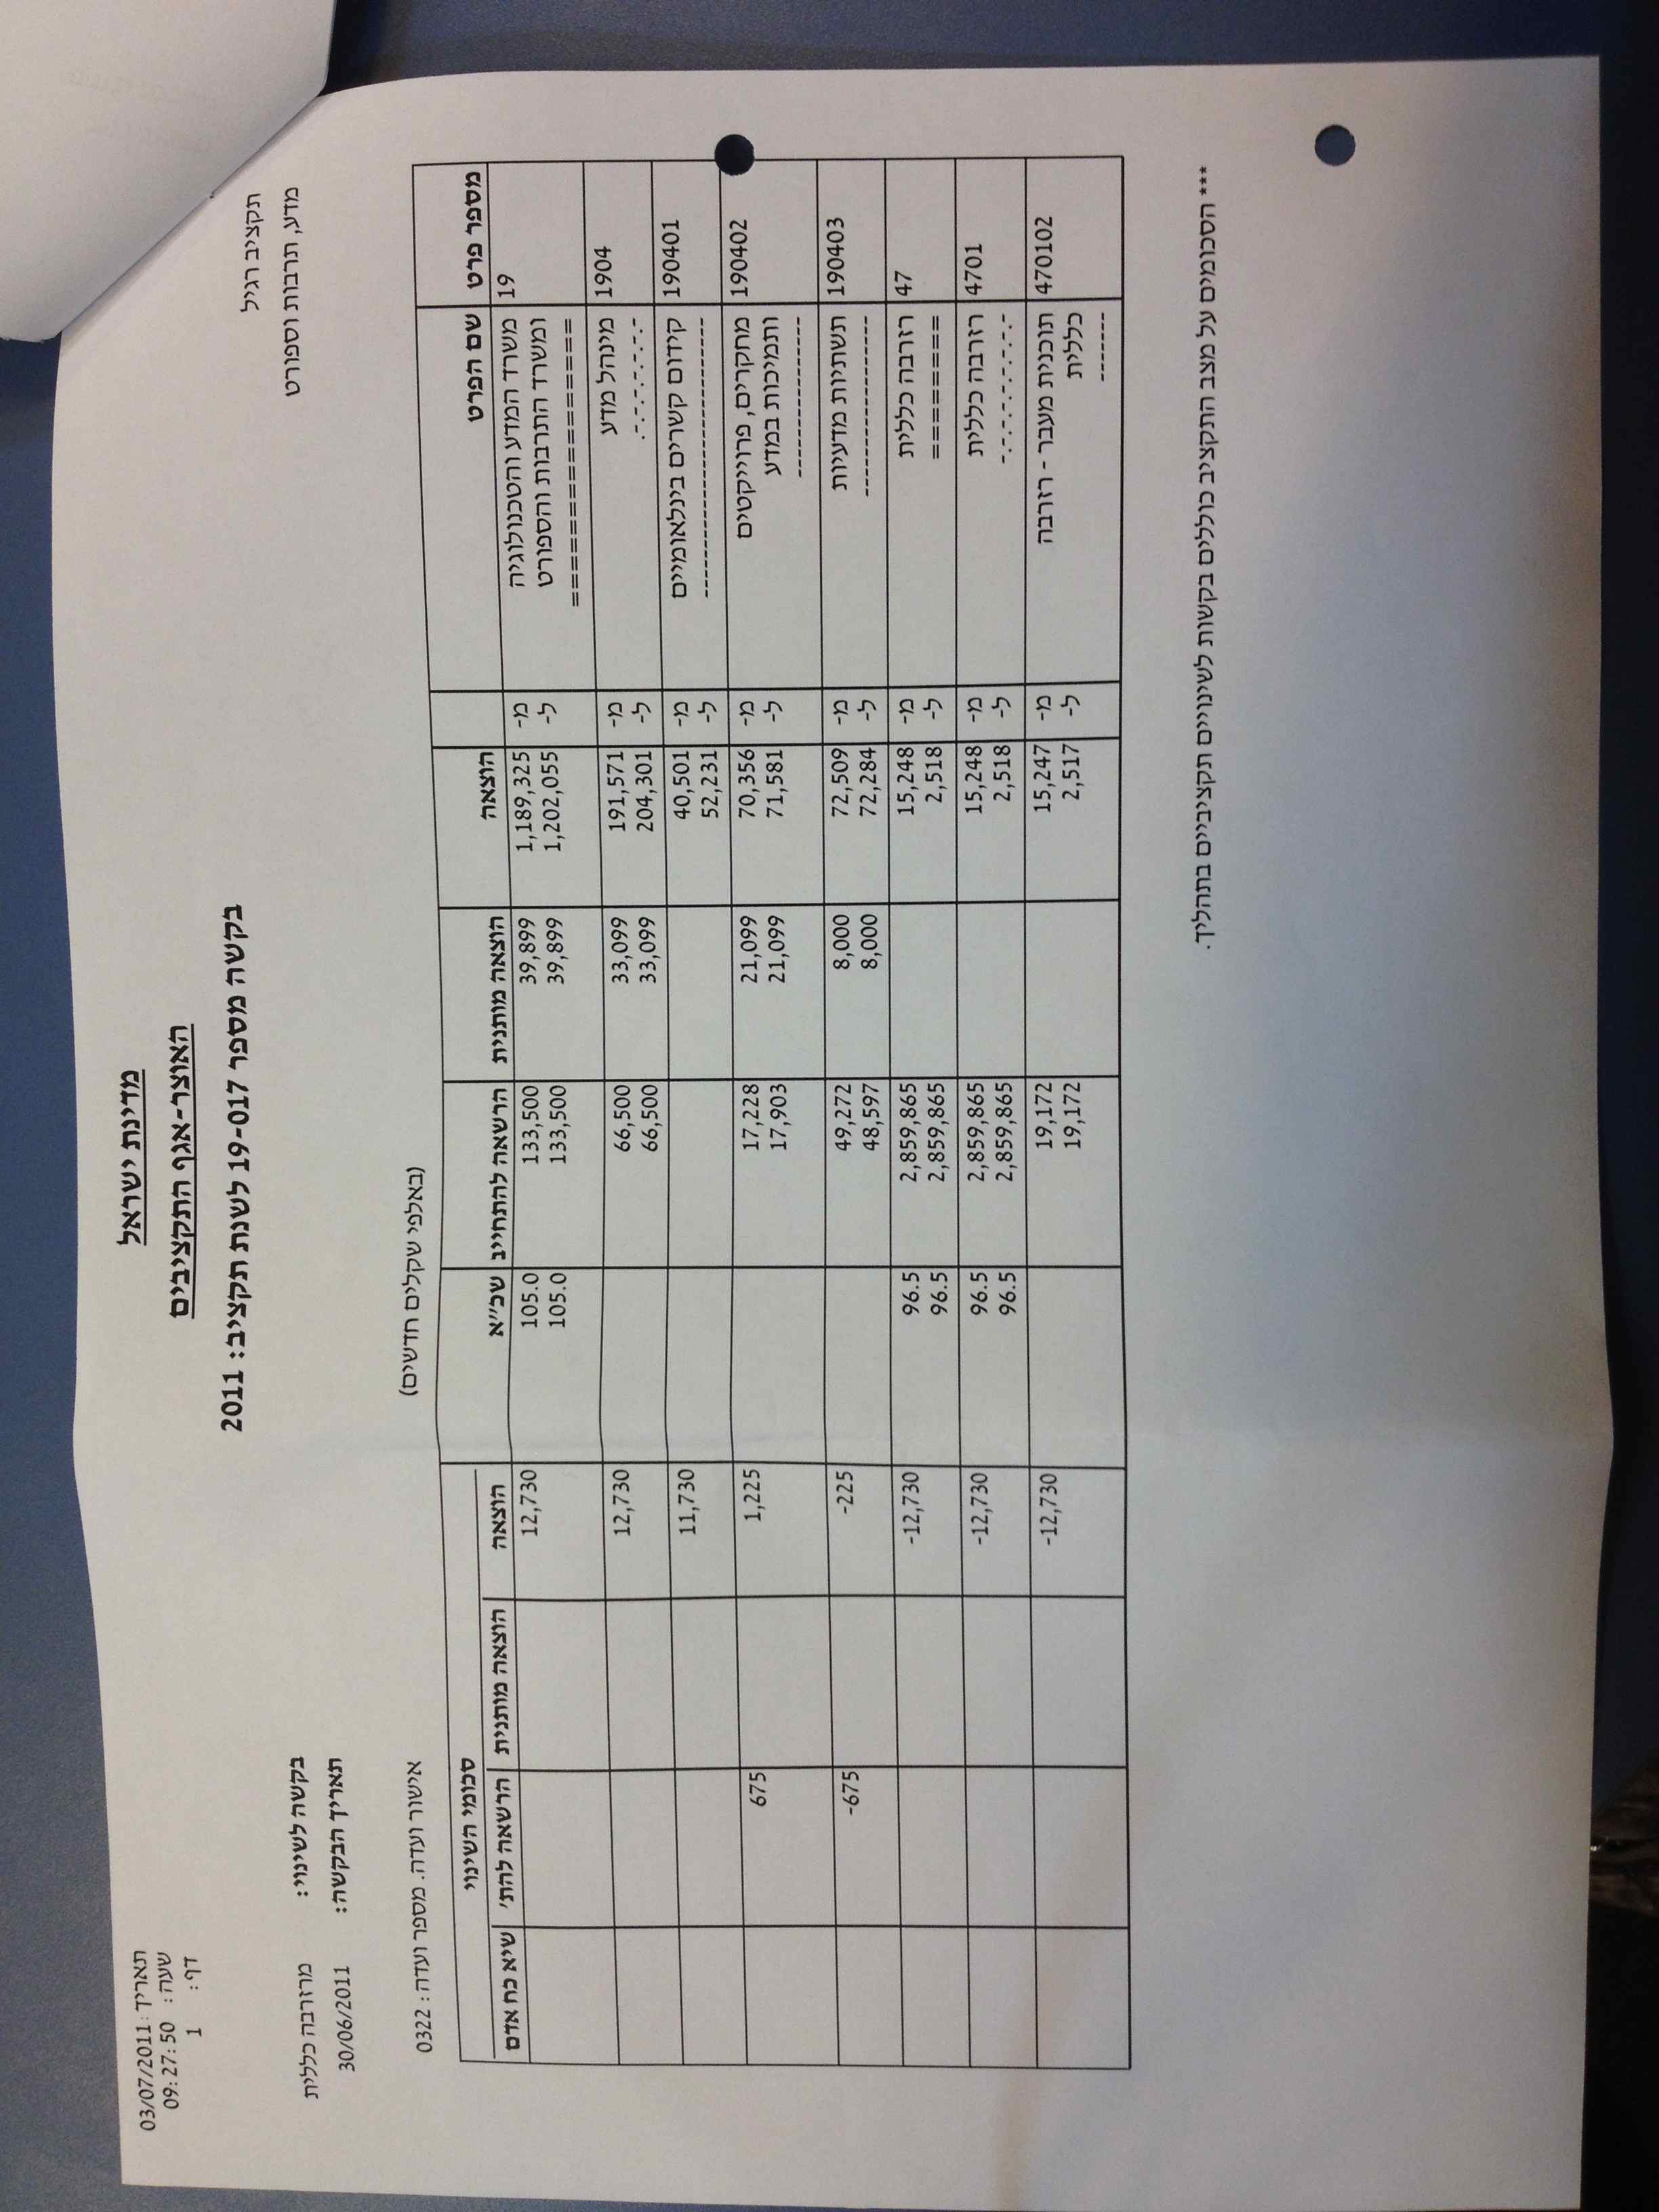 תאריך: 03/07/2011
שעה: 09:27:50
דף: 1
מדינת ישראל
האוצר-אגף התקציבים
בקשה מספר 19-017 לשנת תקציב: 2011
תקציב רגיל
מדע, תרבות וספורט
בקשה לשינוי: מרזרבה כללית
תאריך הבקשה: 30/06/2011
(באלפי שקלים חדשים)
אישור ועדה. מספר ועדה: 0322
סכומי השינוי
מספר פרט שם הפרט הוצאה הוצאה מותנית הרשאה להתחייב שכ"א הוצאה הוצאה מותנית הרשאה להת' שיא כח אדם
19 משרד המדע והטכנולוגיה מ- 1,189,325 39,899 133,500 105.0 12,730
ומשרד התרבות והספורט ל- 1,202,055 39,899 133,500 105.0
======================
1904 מינהל מדע מ- 191,571 33,099 66,500 12,730
-.-.-.-.-.-. ל- 204,301 33,099 66,500
190401 קידום קשרים בינלאומיים מ- 40,501 11,730
---------------------- ל- 52,231
190402 מחקרים, פרוייקטים מ- 70,356 21,099 17,228 1,225 675
ותמיכות במדע ל- 71,581 21,099 17,903
----------------
190403 תשתיות מדעיות מ- 72,509 8,000 49,272 -225 -675
---------------- ל- 72,284 8,000 48,597
47 רזרבה כללית מ- 15,248 2,859,865 96.5 -12,730
=========== ל- 2,518 2,859,865 96.5
4701 רזרבה כללית מ- 15,248 2,859,865 96.5 -12,730
-.-.-.-.-.-.- ל- 2,518 2,859,865 96.5
470102 תוכנית מעבר - רזרבה מ- 15,247 19,172 -12,730
כללית ל- 2,517 19,172
-------
*** הסכומים על מצב התקציב כוללים בקשות לשינויים תקציביים בתהליך.